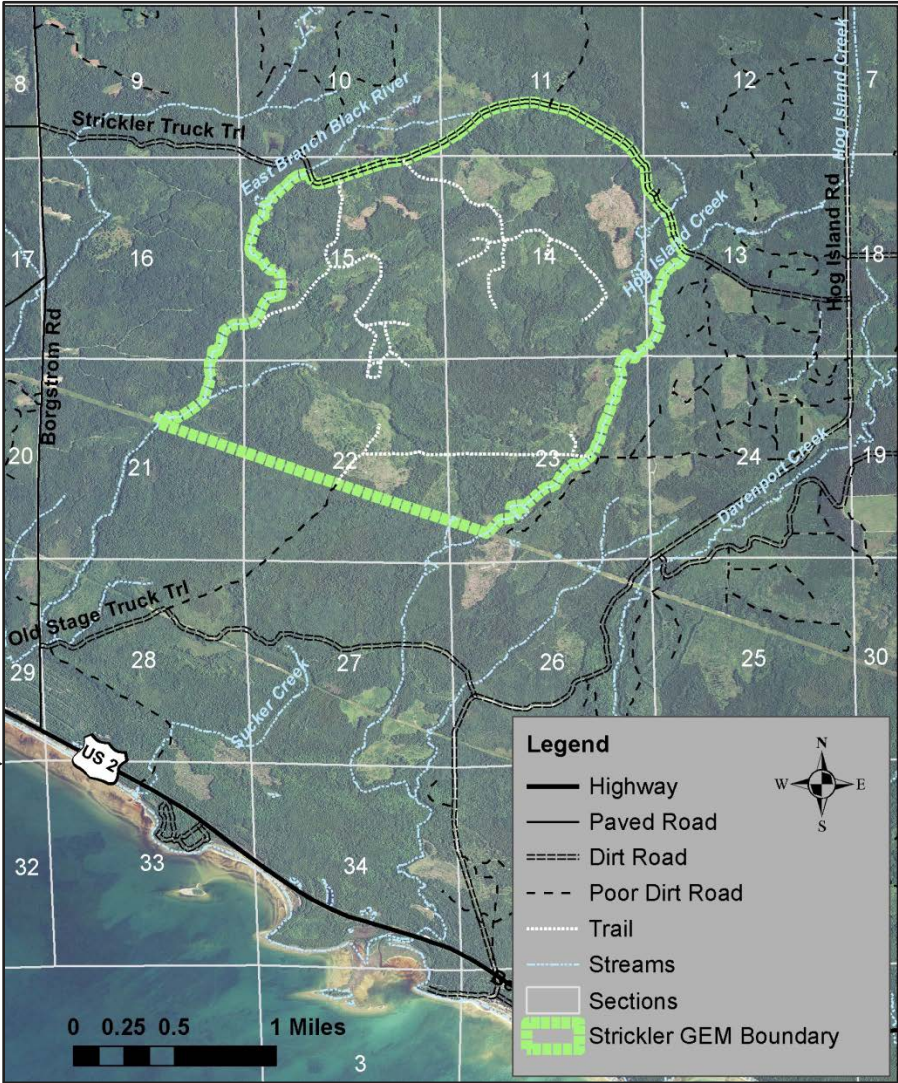 8
9
10
11
12
7
Hog Island Creek
Strickler Truck Trl
East Branch Black River
17
16
15
14
Hog Island Creek
13
Hog Island Rd
18
Borgstrom Rd
20
21
22
23
24
19
Davenport Creek
Old Stage Truck Trl
29
28
27
26
25
30
Sucker Creek
US 2
32
33
34
3
0 0.25 0.5 1 Miles
Legend
N
W E
S
Highway
Paved Road
Dirt Road
Poor Dirt Road
Trail
Streams
Sections
Strickler GEM Boundary